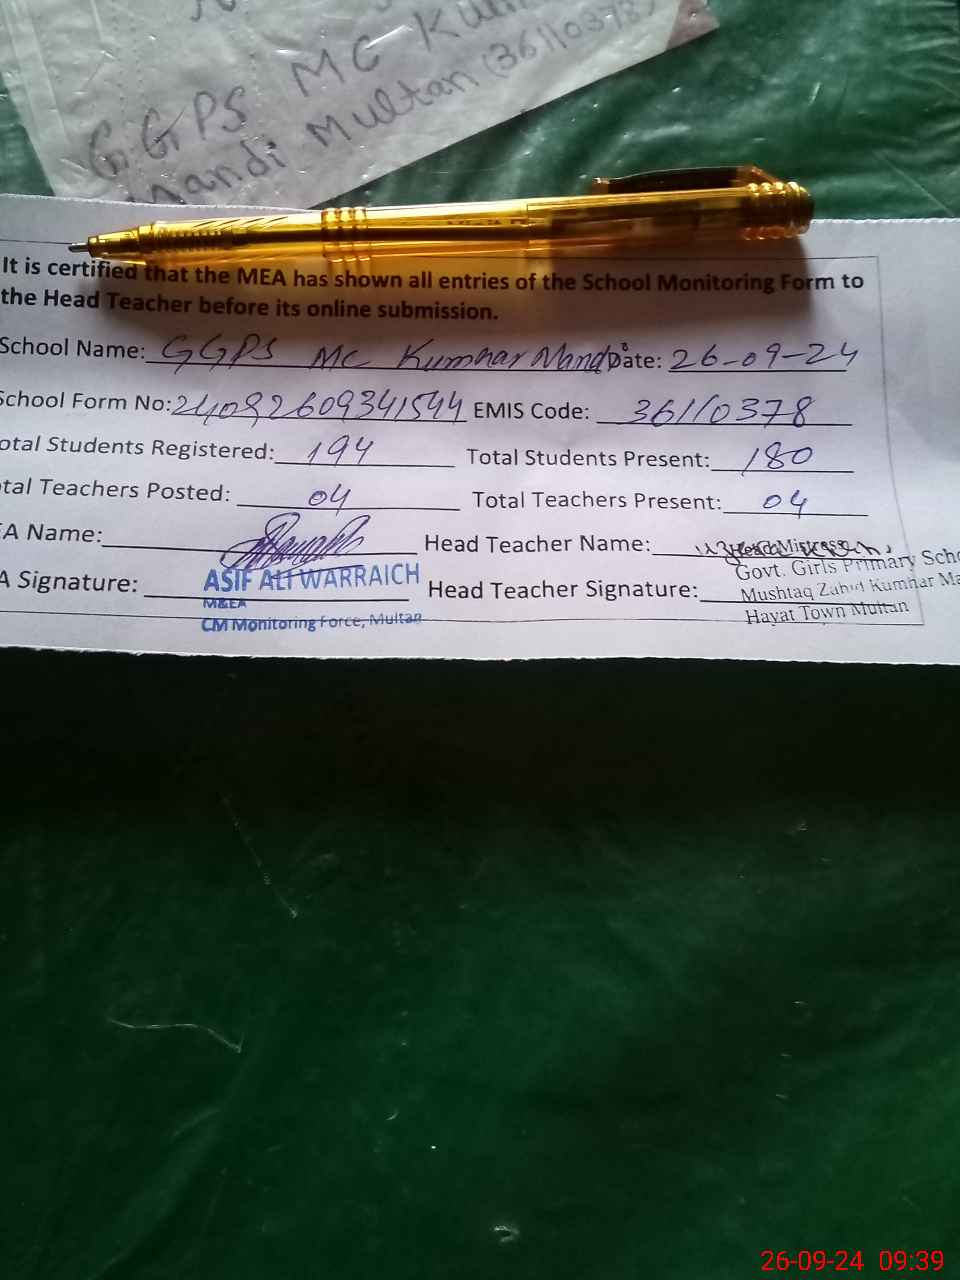 GGPS MC Kum
Mandi Multan (36110378)
It is certified that the MEA has shown all entries of the School Monitoring Form to
the Head Teacher before its online submission.
School Name: GGPS MC Kumhar Mandi Date: 26-09-24
School Form No: 24092609341544 EMIS Code: 36110378
otal Students Registered: 194 Total Students Present: 180
tal Teachers Posted: 04 Total Teachers Present: 04
EA Name: Head Teacher Name: Head Mistress
A Signature: ASIF ALI WARRAICH Head Teacher Signature: Govt. Girls Primary Scho
M&EA Mushtaq Zahid Kumhar Ma
CM Monitoring Force, Multan Hayat Town Multan
26-09-24 09:39